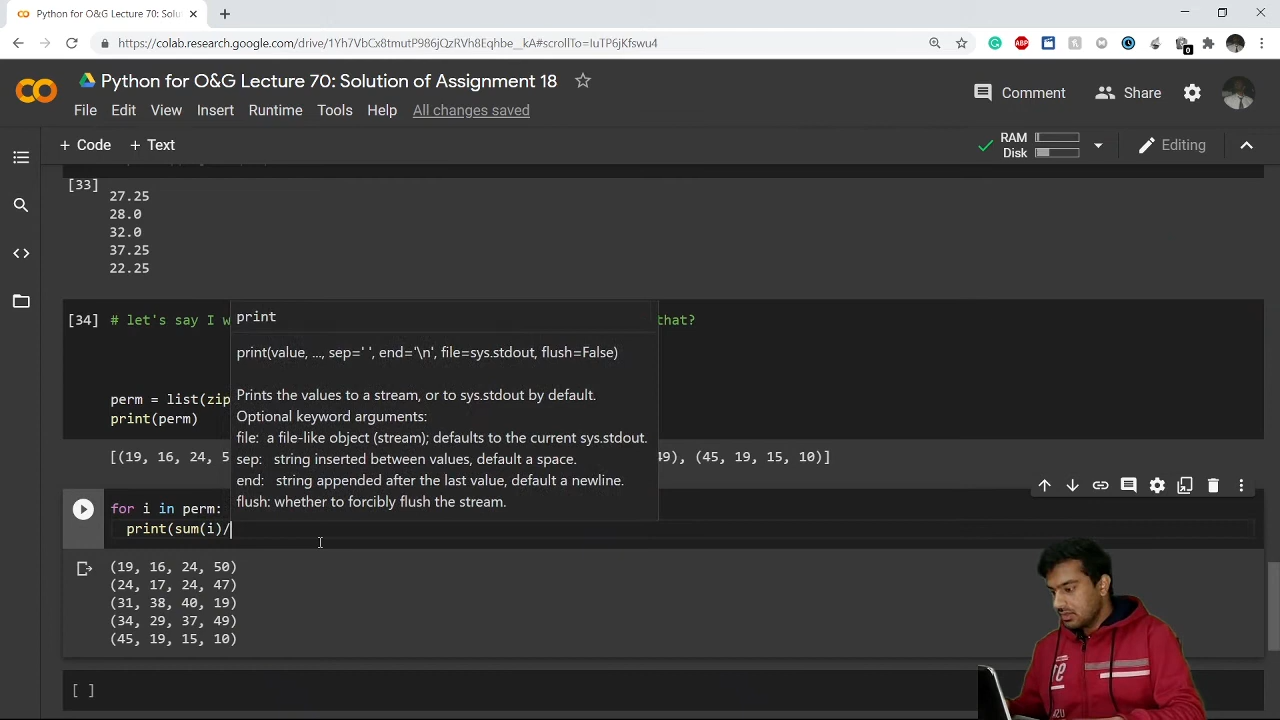 Python for O&G Lecture 70: Solu
https://colab.research.google.com/drive/1Yh7VbCx8tmutP9S6jQzRVh8Fqhbe__kA#scrollTo=IuTP6jKfswu4
Python for O&G Lecture 70: Solution of Assignment 18
Comment Share
File Edit View Insert Runtime Tools Help All changes saved
+ Code + Text RAM Disk Editing
[33]
27.25
28.0
32.0
37.25
22.25
print
[34] # let's say I w that?
print(value, ..., sep=' ', end='\n', file=sys.stdout, flush=False)
Prints the values to a stream, or to sys.stdout by default.
perm = list(zip
Optional keyword arguments:
print(perm)
file: a file-like object (stream); defaults to the current sys.stdout.
sep: string inserted between values, default a space.
[(19, 16, 24, 5 49), (45, 19, 15, 10)]
end: string appended after the last value, default a newline.
flush: whether to forcibly flush the stream.
for i in perm:
print(sum(i)/
(19, 16, 24, 50)
(24, 17, 24, 47)
(31, 38, 40, 19)
(34, 29, 37, 49)
(45, 19, 15, 10)
[ ]